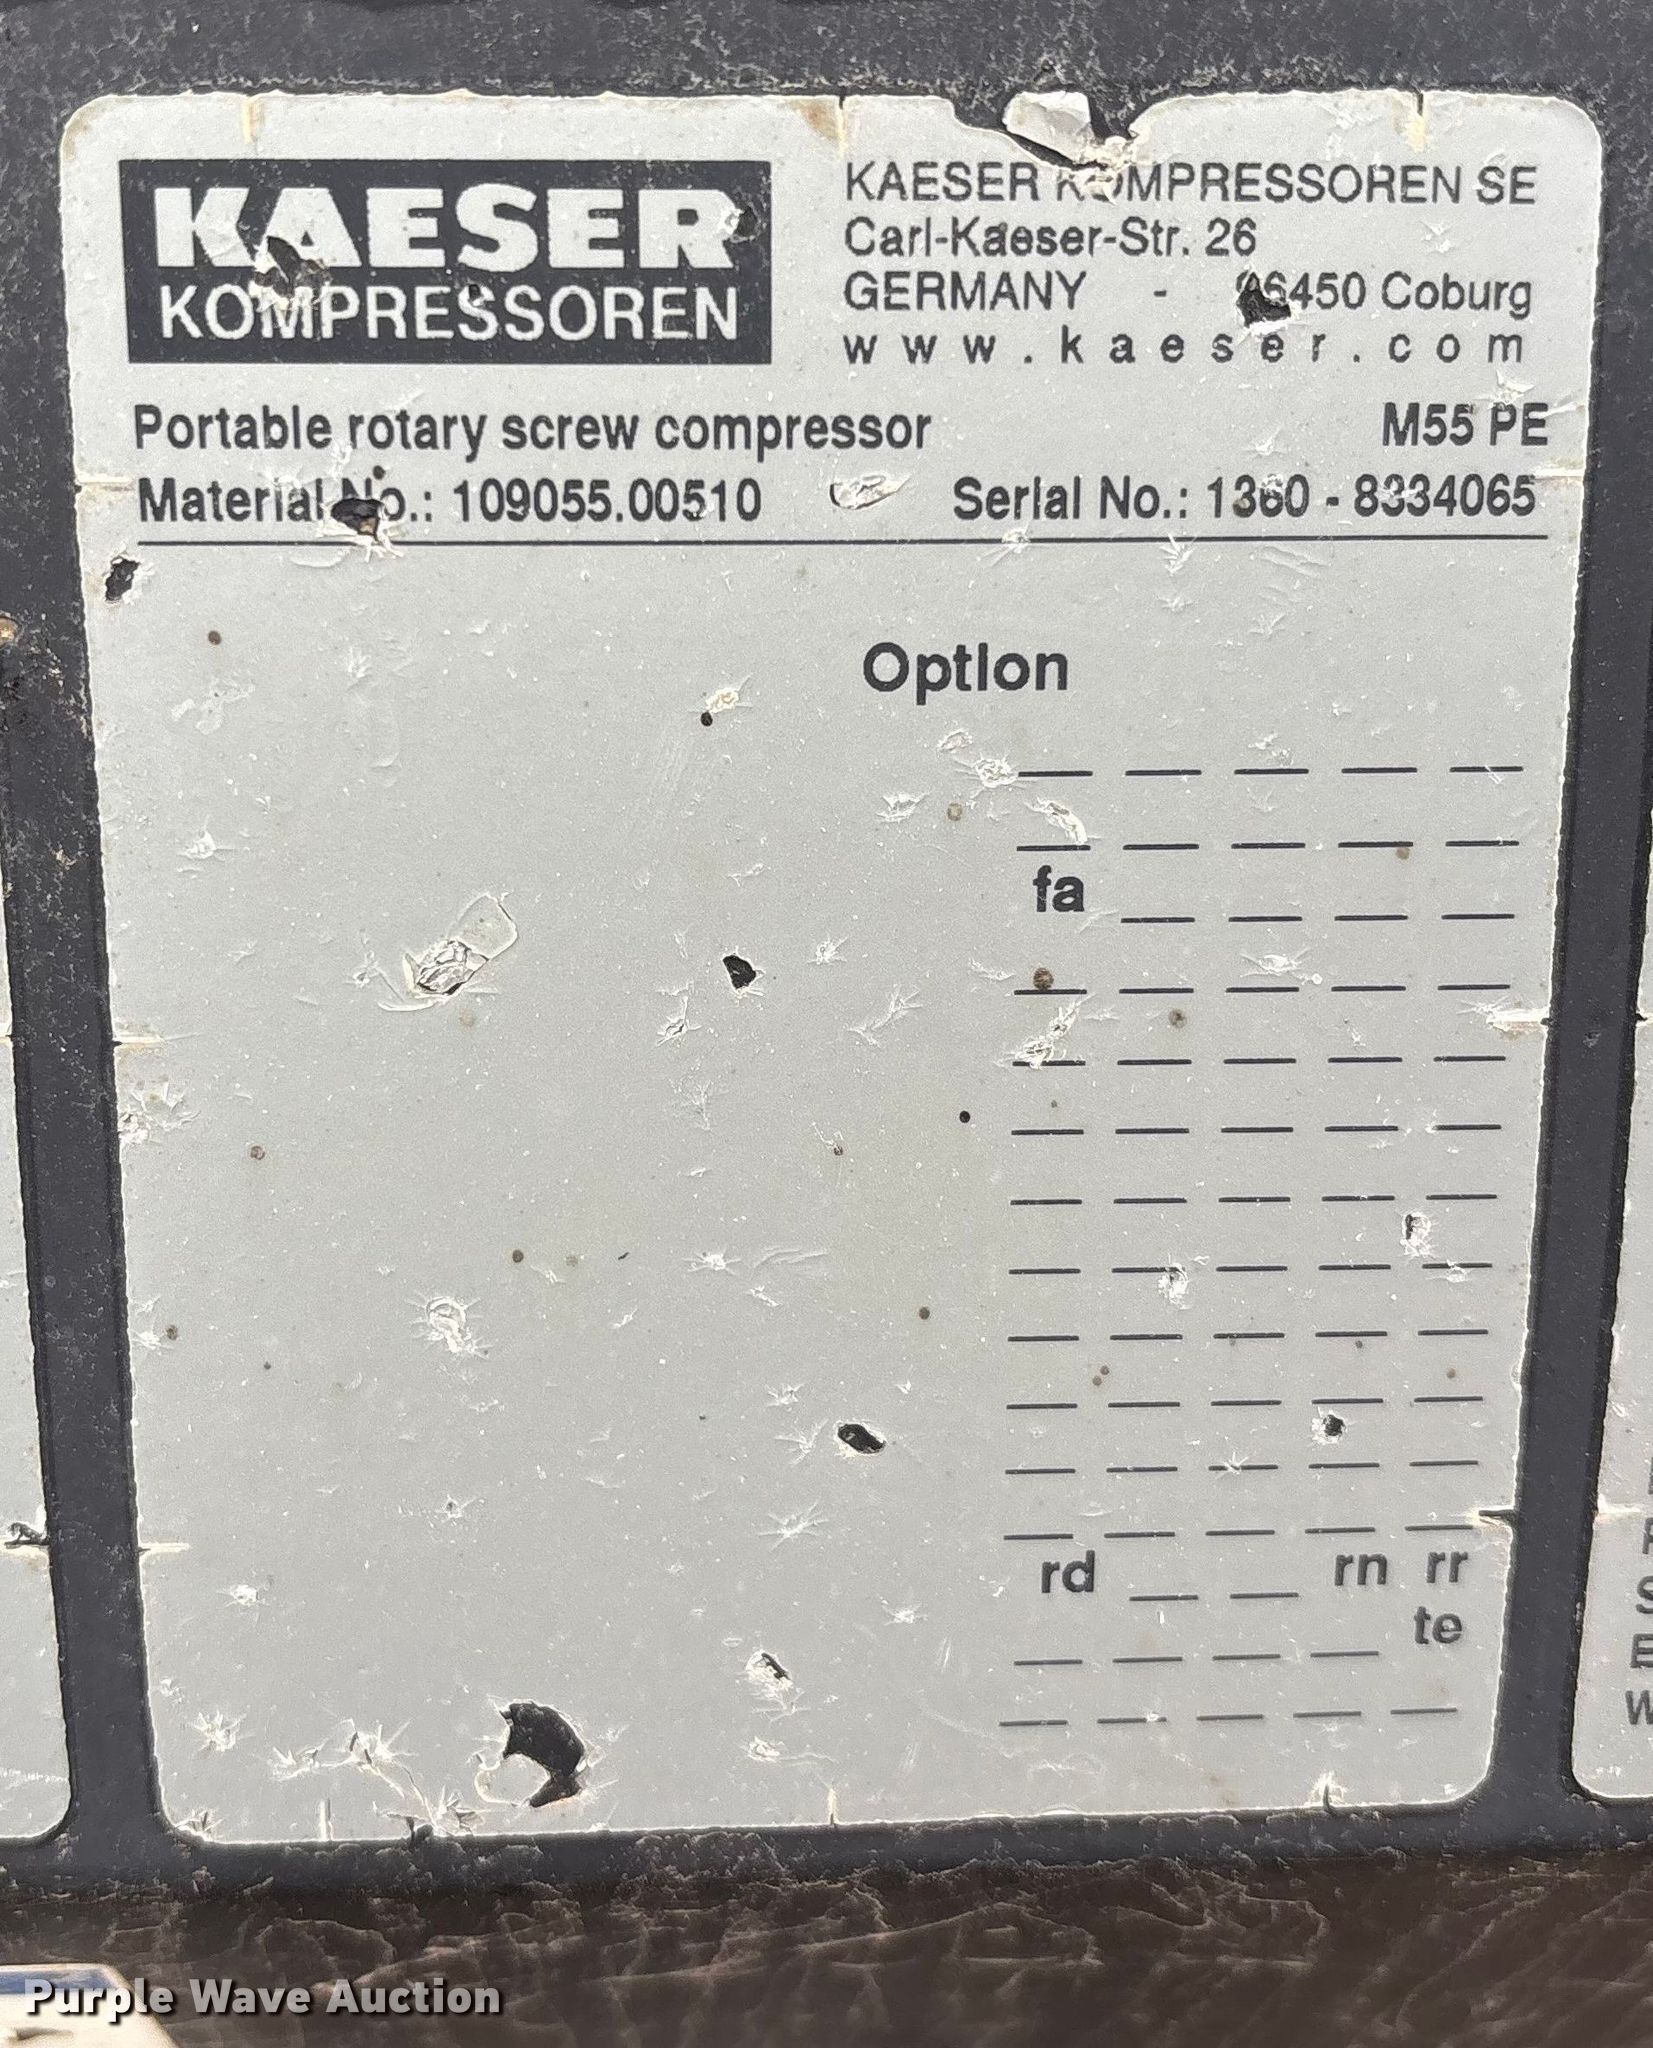 KAESER
KOMPRESSOREN
KAESER KOMPRESSOREN SE
Carl-Kaeser-Str. 26
GERMANY - 96450 Coburg
www.kaeser.com
Portable rotary screw compressor M55 PE
Material No.: 109055.00510 Serial No.: 1360 - 8334065
Option
_ _ _ _ _
_ _ _ _ _
fa _ _ _ _
_ _ _ _ _
_ _ _ _ _
_ _ _ _ _
_ _ _ _ _
_ _ _ _ _
_ _ _ _ _
_ _ _ _ _
_ _ _ _ _
_ _ _ _ _
rd _ _ rn rr
_ _ _ _ te
_ _ _ _ _
Purple Wave Auction